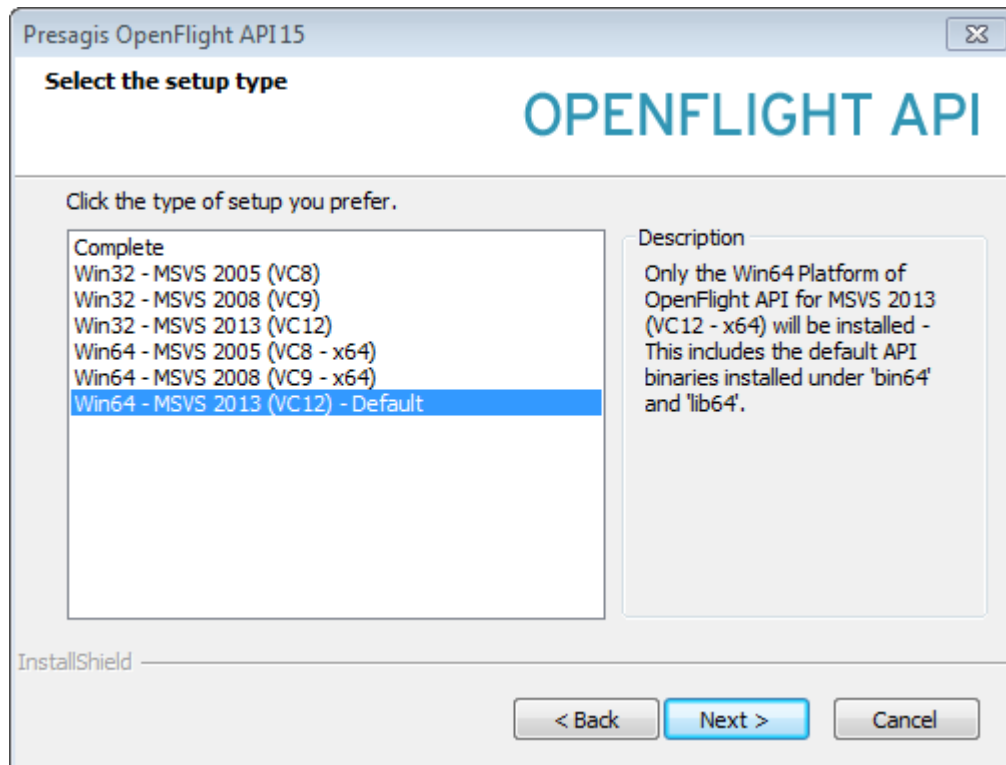 Presagis OpenFlight API 15
Select the setup type
OPENFLIGHT API
Click the type of setup you prefer.
Complete
Win32 - MSVS 2005 (VC8)
Win32 - MSVS 2008 (VC9)
Win32 - MSVS 2013 (VC12)
Win64 - MSVS 2005 (VC8 - x64)
Win64 - MSVS 2008 (VC9 - x64)
Win64 - MSVS 2013 (VC12) - Default
Description
Only the Win64 Platform of
OpenFlight API for MSVS 2013
(VC12 - x64) will be installed -
This includes the default API
binaries installed under 'bin64'
and 'lib64'.
InstallShield
< Back
Next >
Cancel